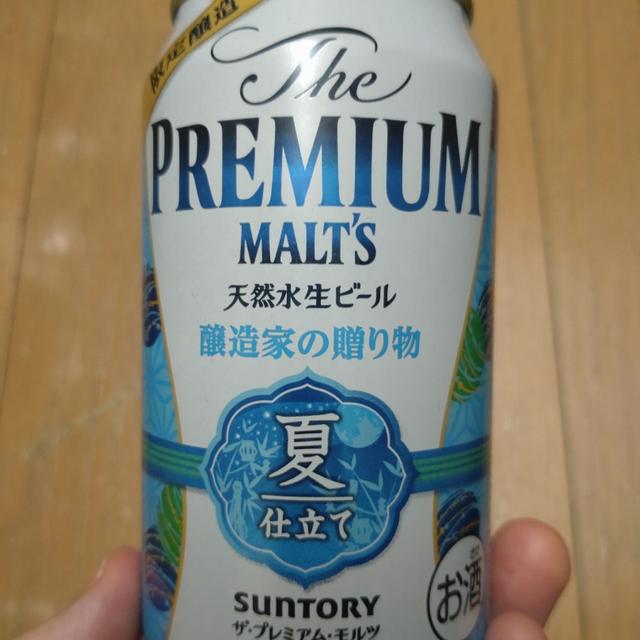 限定醸造
The
PREMIUM
MALT'S
天然水生ビール
醸造家の贈り物
夏
仕立て
SUNTORY
ザ・プレミアム・モルツ
お酒